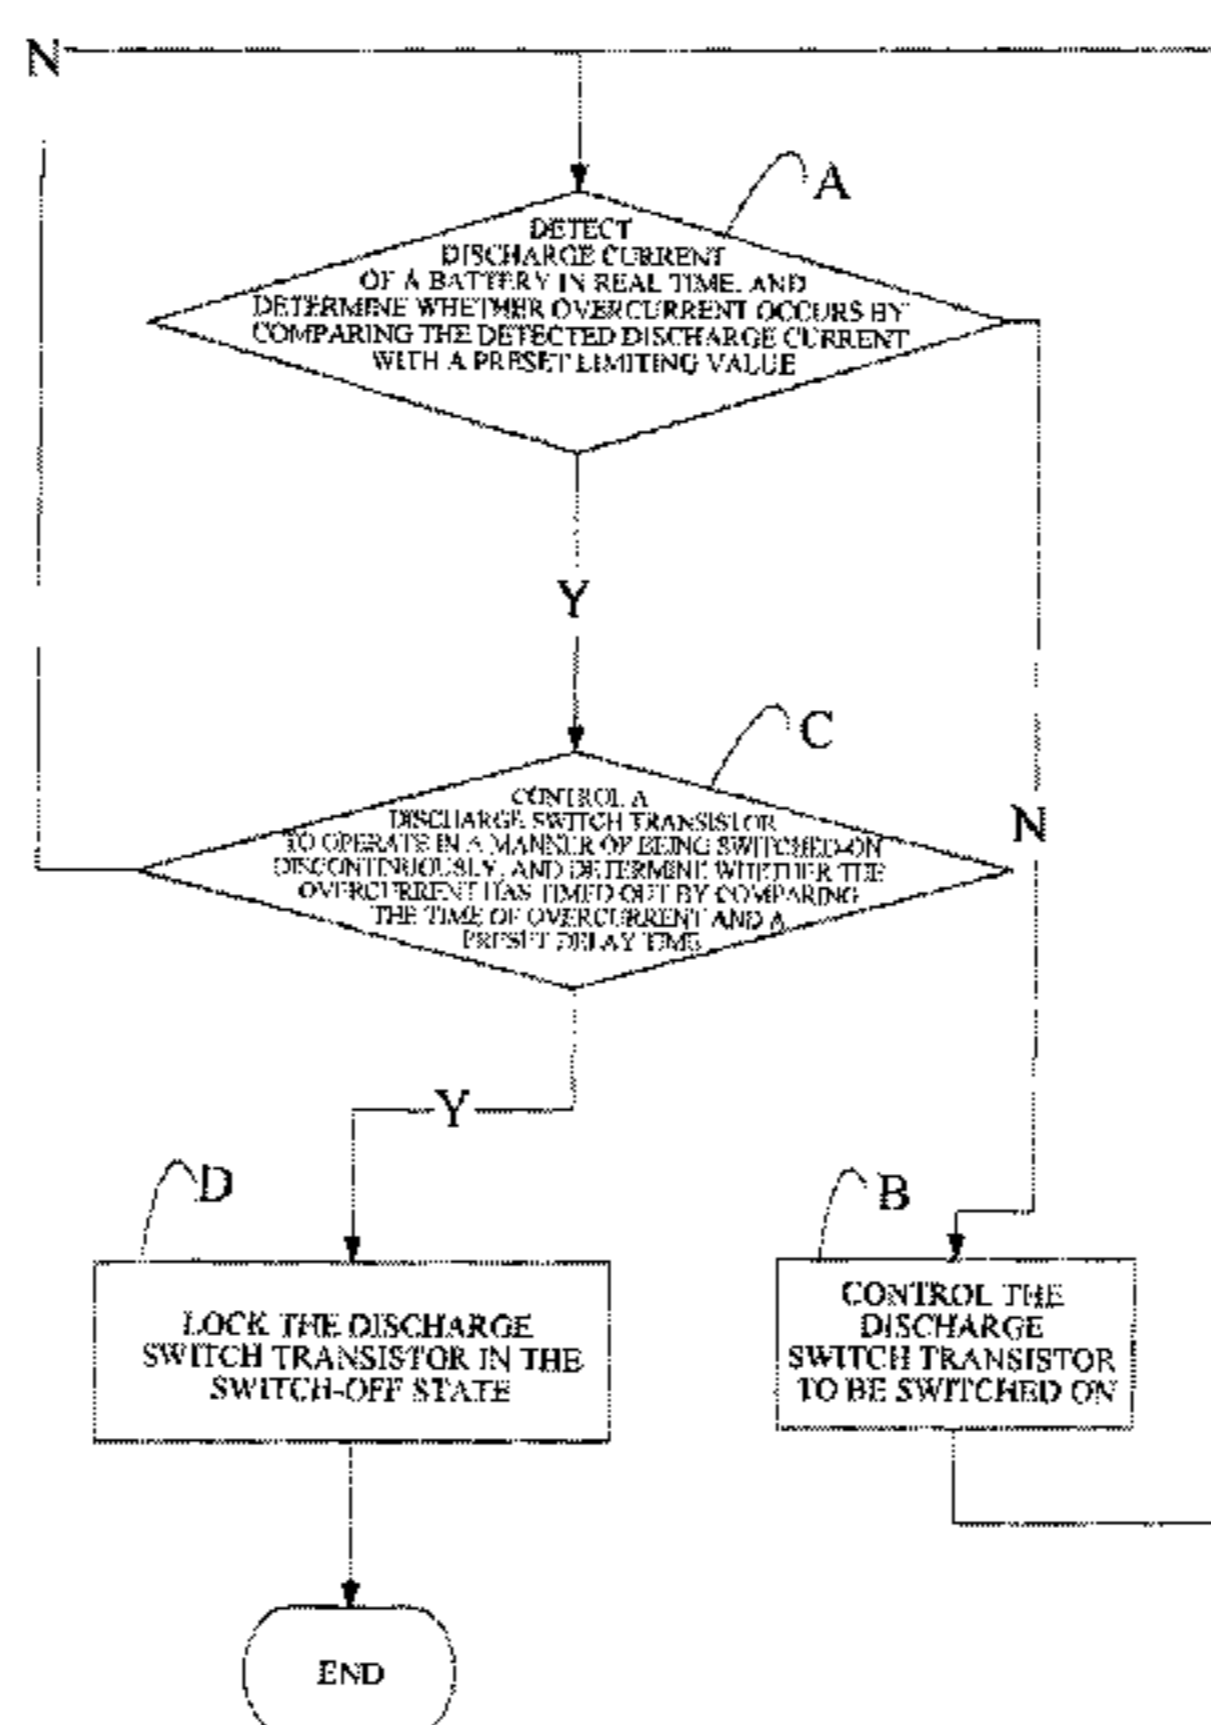 N
A
DETECT
DISCHARGE CURRENT
OF A BATTERY IN REAL TIME, AND
DETERMINE WHETHER OVERCURRENT OCCURS BY
COMPARING THE DETECTED DISCHARGE CURRENT
WITH A PRESET LIMITING VALUE
Y
C
CONTROL A
DISCHARGE SWITCH TRANSISTOR
TO OPERATE IN A MANNER OF BEING SWITCHED-ON
DISCONTINUOUSLY, AND DETERMINE WHETHER THE
OVERCURRENT HAS TIMED OUT BY COMPARING
THE TIME OF OVERCURRENT AND A
PRESET DELAY TIME
N
Y
D
LOCK THE DISCHARGE
SWITCH TRANSISTOR IN THE
SWITCH-OFF STATE
B
CONTROL THE
DISCHARGE
SWITCH TRANSISTOR
TO BE SWITCHED ON
END